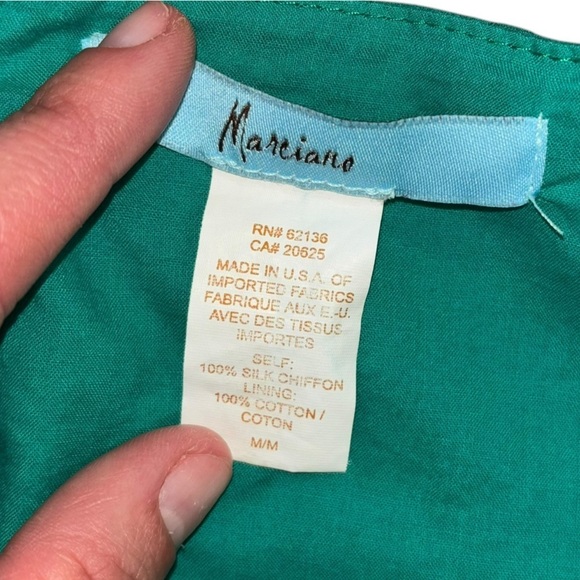 Marciano
RN# 62136
CA# 20625
MADE IN U.S.A. OF
IMPORTED FABRICS
FABRIQUE AUX E.-U.
AVEC DES TISSUS
IMPORTES
SELF:
100% SILK CHIFFON
LINING:
100% COTTON /
COTON
M/M